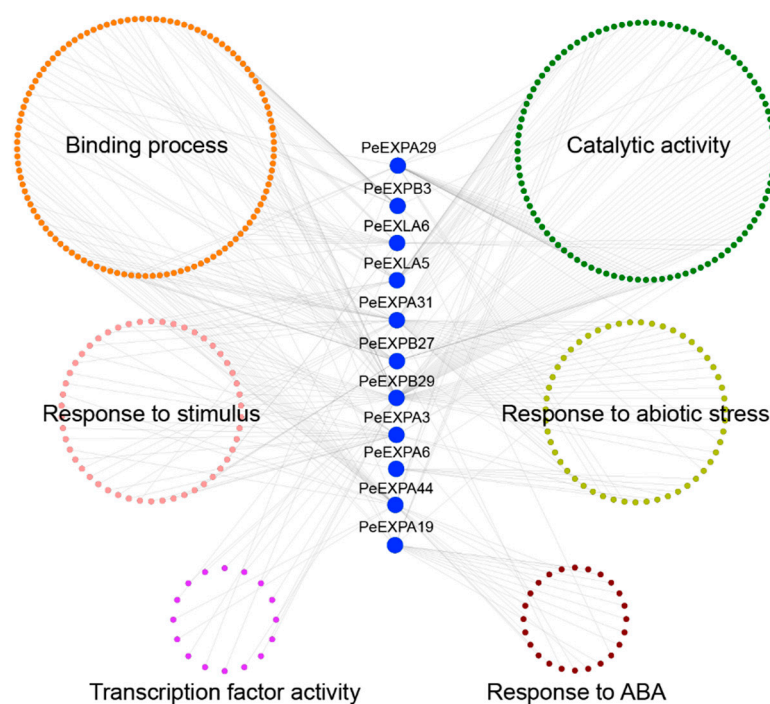 Binding process
Catalytic activity
PeEXPA29
PeEXPB3
PeEXLA6
PeEXLA5
PeEXPA31
PeEXPB27
PeEXPB29
PeEXPA3
PeEXPA6
PeEXPA44
PeEXPA19
Response to stimulus
Response to abiotic stress
Transcription factor activity
Response to ABA